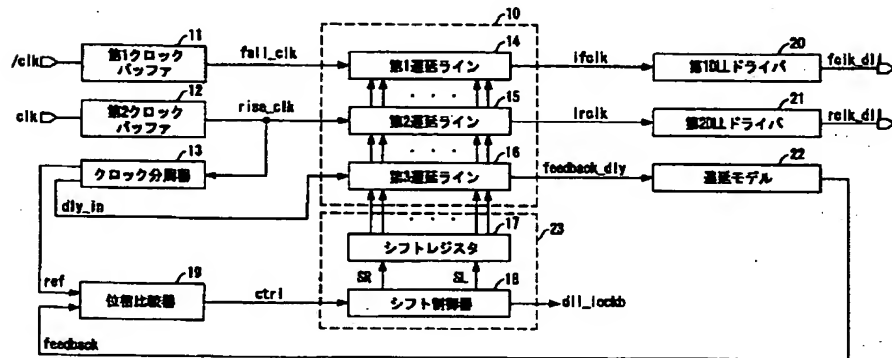 10
11
14
20
/clk
第1クロック
バッファ
fall_clk
第1遅延ライン
ifclk
第1DLLドライバ
fclk_dll
12
15
21
clk
第2クロック
バッファ
rise_clk
第2遅延ライン
irclk
第2DLLドライバ
rclk_dll
13
16
22
クロック分周器
dly_in
第3遅延ライン
feedback_dly
遅延モデル
17
23
シフトレジスタ
SR
SL
18
19
ref
位相比較器
ctrl
シフト制御器
dll_lockb
feedback